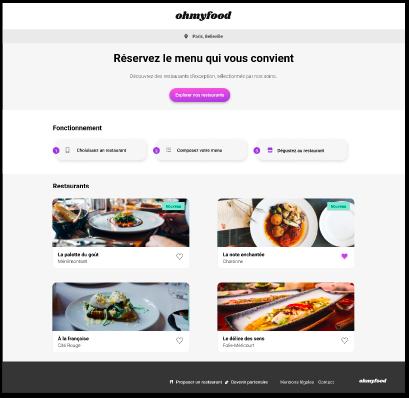 ohmyfood
Paris, Belleville
Réservez le menu qui vous convient
Découvrez des restaurants d'exception, sélectionnés par nos soins.
Explorer nos restaurants
Fonctionnement
1 Choisissez un restaurant
2 Composez votre menu
3 Dégustez au restaurant
Restaurants
Nouveau
Nouveau
La palette du goût
Ménilmontant
La note enchantée
Charonne
À la française
Cité Rouge
Le délice des sens
Folie-Méricourt
Proposer un restaurant Devenir partenaire Mentions légales Contact ohmyfood